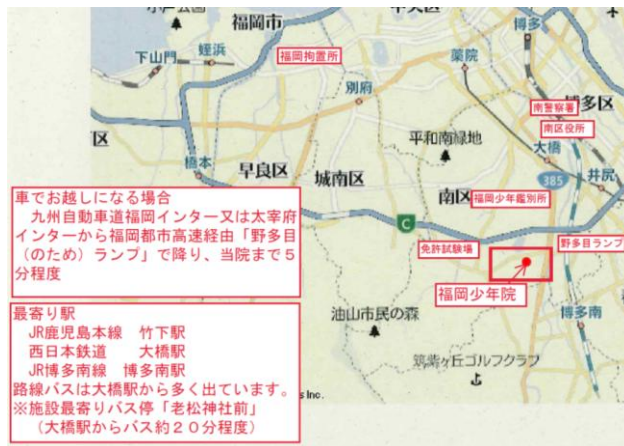 小戸公園
福岡市
中央区
博多
下山門
姪浜
福岡拘置所
薬院
別府
博多区
南警察署
南区役所
区
平和南緑地
大橋
橋本
早良区
城南区
井尻
385
南区
福岡少年鑑別所
車でお越しになる場合
九州自動車道福岡インター又は太宰府
インターから福岡都市高速経由「野多目
(のため)ランプ」で降り、当院まで５
分程度
C
免許試験場
野多目ランプ
福岡少年院
最寄り駅
JR鹿児島本線　竹下駅
西日本鉄道　　大橋駅
JR博多南線　博多南駅
路線バスは大橋駅から多く出ています。
※施設最寄りバス停「老松神社前」
（大橋駅からバス約２０分程度）
油山市民の森
博多南
筑紫ヶ丘ゴルフクラブ
s Inc.